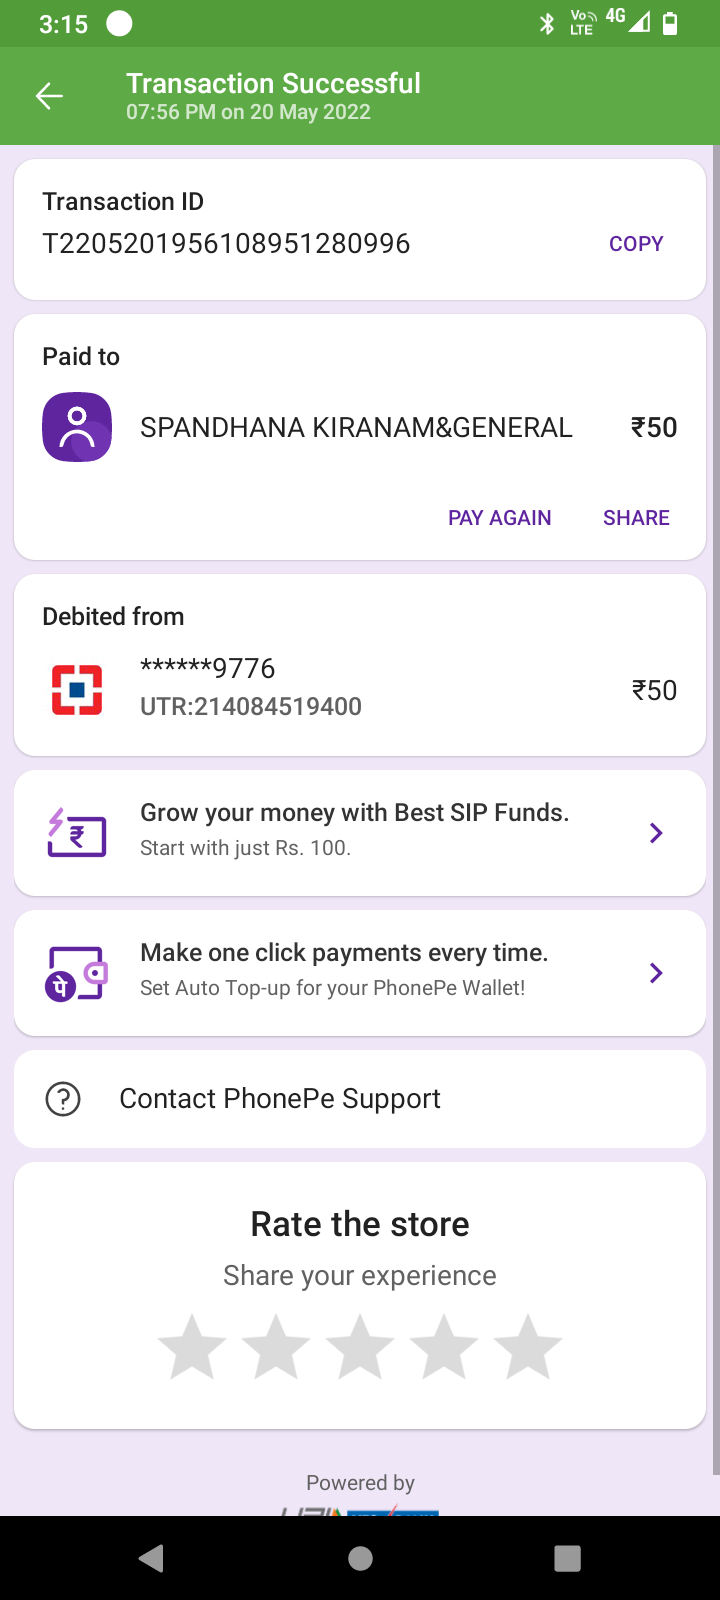 3:15
Vo LTE 4G
Transaction Successful
07:56 PM on 20 May 2022
Transaction ID
T2205201956108951280996
COPY
Paid to
SPANDHANA KIRANAM&GENERAL
₹50
PAY AGAIN
SHARE
Debited from
******9776
UTR:214084519400
₹50
₹
Grow your money with Best SIP Funds.
Start with just Rs. 100.
पे
Make one click payments every time.
Set Auto Top-up for your PhonePe Wallet!
?
Contact PhonePe Support
Rate the store
Share your experience
Powered by